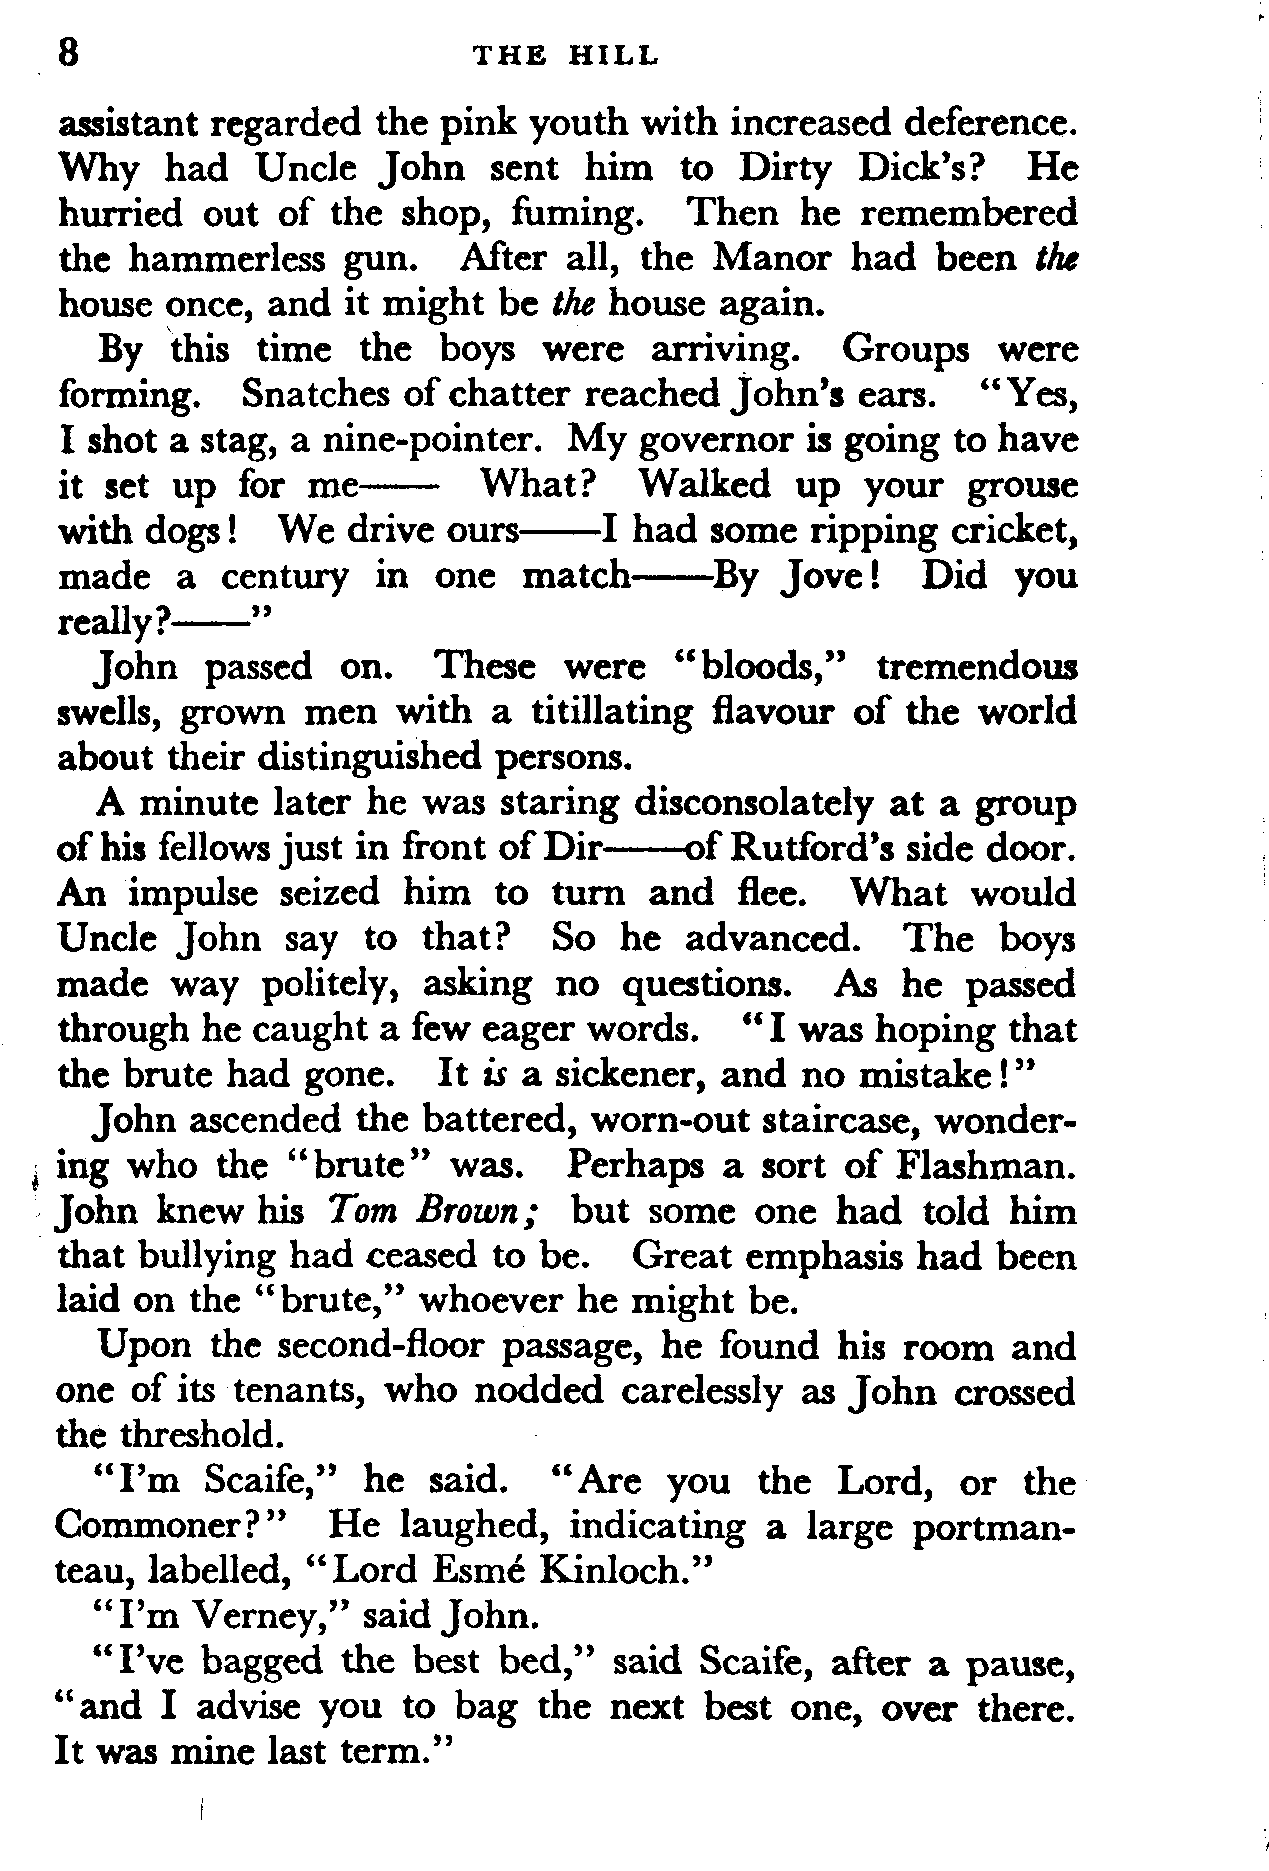 8 THE HILL
assistant regarded the pink youth with increased deference.
Why had Uncle John sent him to Dirty Dick's? He
hurried out of the shop, fuming. Then he remembered
the hammerless gun. After all, the Manor had been the
house once, and it might be the house again.
By this time the boys were arriving. Groups were
forming. Snatches of chatter reached John's ears. "Yes,
I shot a stag, a nine-pointer. My governor is going to have
it set up for me—— What? Walked up your grouse
with dogs! We drive ours——I had some ripping cricket,
made a century in one match——By Jove! Did you
really?——"
John passed on. These were "bloods," tremendous
swells, grown men with a titillating flavour of the world
about their distinguished persons.
A minute later he was staring disconsolately at a group
of his fellows just in front of Dir——of Rutford's side door.
An impulse seized him to turn and flee. What would
Uncle John say to that? So he advanced. The boys
made way politely, asking no questions. As he passed
through he caught a few eager words. "I was hoping that
the brute had gone. It is a sickener, and no mistake!"
John ascended the battered, worn-out staircase, wonder-
ing who the "brute" was. Perhaps a sort of Flashman.
John knew his Tom Brown; but some one had told him
that bullying had ceased to be. Great emphasis had been
laid on the "brute," whoever he might be.
Upon the second-floor passage, he found his room and
one of its tenants, who nodded carelessly as John crossed
the threshold.
"I'm Scaife," he said. "Are you the Lord, or the
Commoner?" He laughed, indicating a large portman-
teau, labelled, "Lord Esmé Kinloch."
"I'm Verney," said John.
"I've bagged the best bed," said Scaife, after a pause,
"and I advise you to bag the next best one, over there.
It was mine last term."